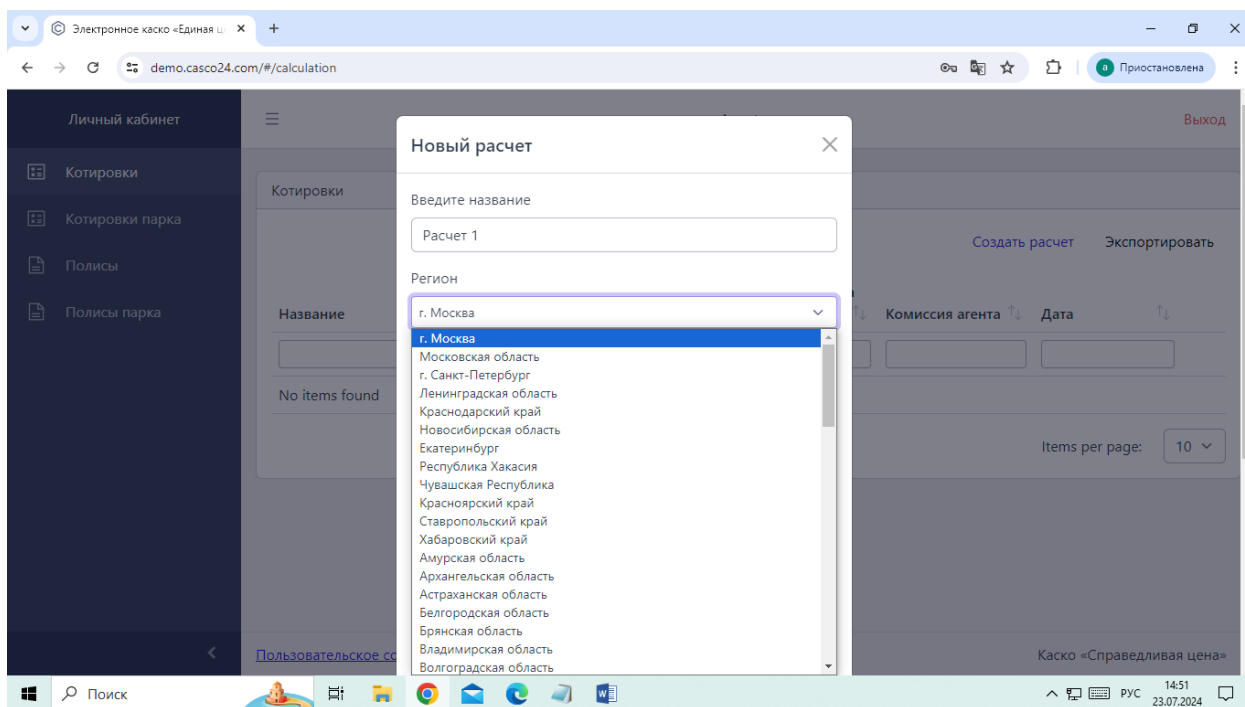 Электронное каско «Единая ц
demo.casco24.com/#/calculation
а Приостановлена
Личный кабинет
Выход
Котировки
Котировки парка
Полисы
Полисы парка
Котировки
Создать расчет Экспортировать
Название Комиссия агента Дата
No items found
Items per page: 10
Новый расчет
Введите название
Расчет 1
Регион
г. Москва
г. Москва
Московская область
г. Санкт-Петербург
Ленинградская область
Краснодарский край
Новосибирская область
Екатеринбург
Республика Хакасия
Чувашская Республика
Красноярский край
Ставропольский край
Хабаровский край
Амурская область
Архангельская область
Астраханская область
Белгородская область
Брянская область
Владимирская область
Волгоградская область
Пользовательское со
Каско «Справедливая цена»
Поиск
РУС
14:51
23.07.2024